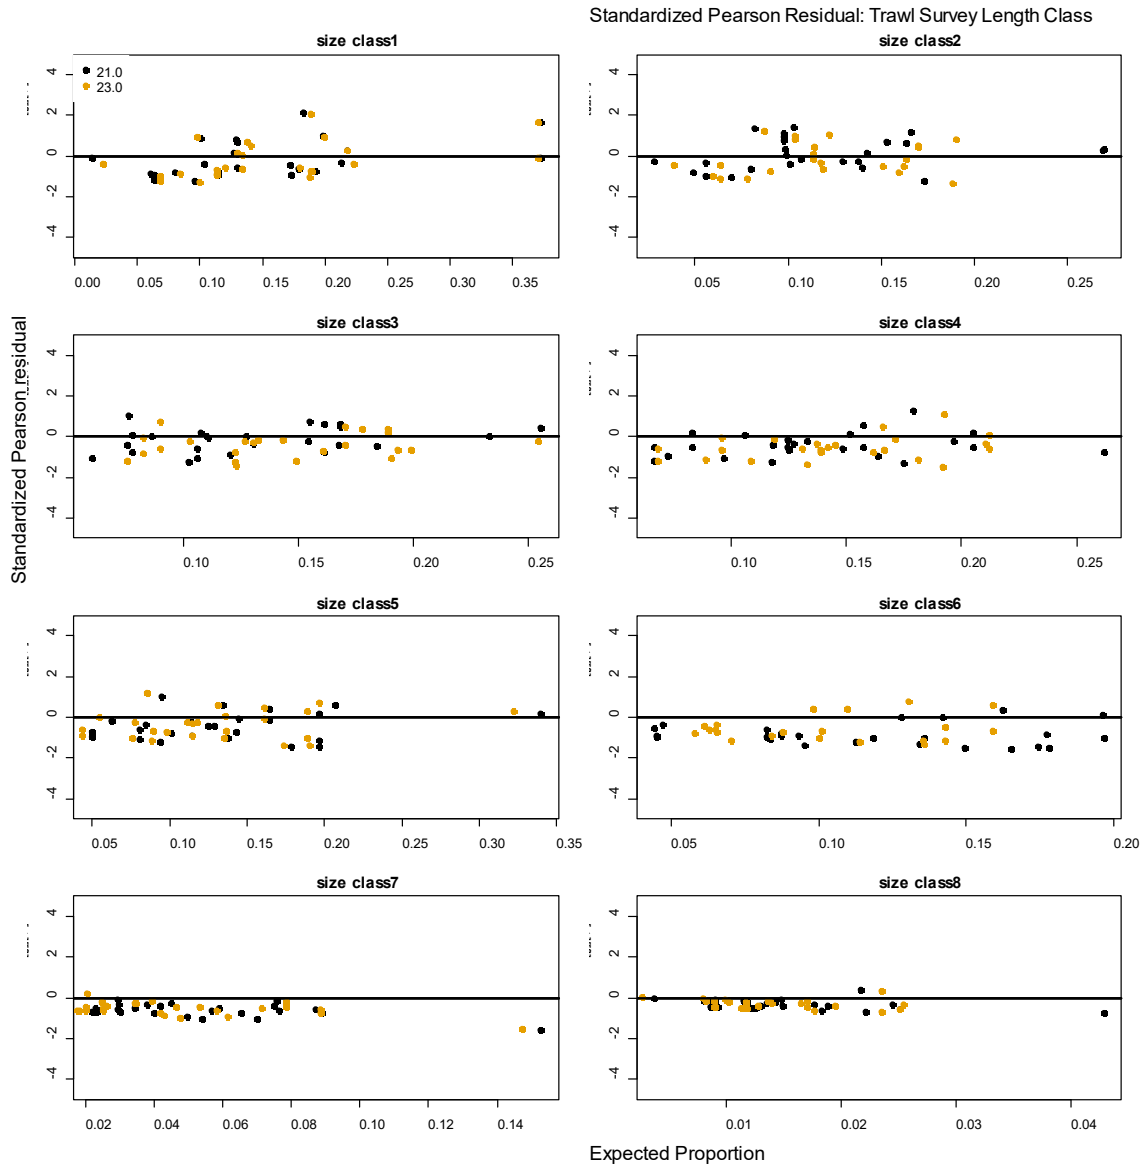 Standardized Pearson Residual: Trawl Survey Length Class
size class1
size class2
21.0
23.0
4
2
0
-2
-4
4
2
0
-2
-4
0.00 0.05 0.10 0.15 0.20 0.25 0.30 0.35
0.05 0.10 0.15 0.20 0.25
size class3
size class4
Standardized Pearson residual
4
2
0
-2
-4
4
2
0
-2
-4
0.10 0.15 0.20 0.25
0.10 0.15 0.20 0.25
size class5
size class6
4
2
0
-2
-4
4
2
0
-2
-4
0.05 0.10 0.15 0.20 0.25 0.30 0.35
0.05 0.10 0.15 0.20
size class7
size class8
4
2
0
-2
-4
4
2
0
-2
-4
0.02 0.04 0.06 0.08 0.10 0.12 0.14
0.01 0.02 0.03 0.04
Expected Proportion